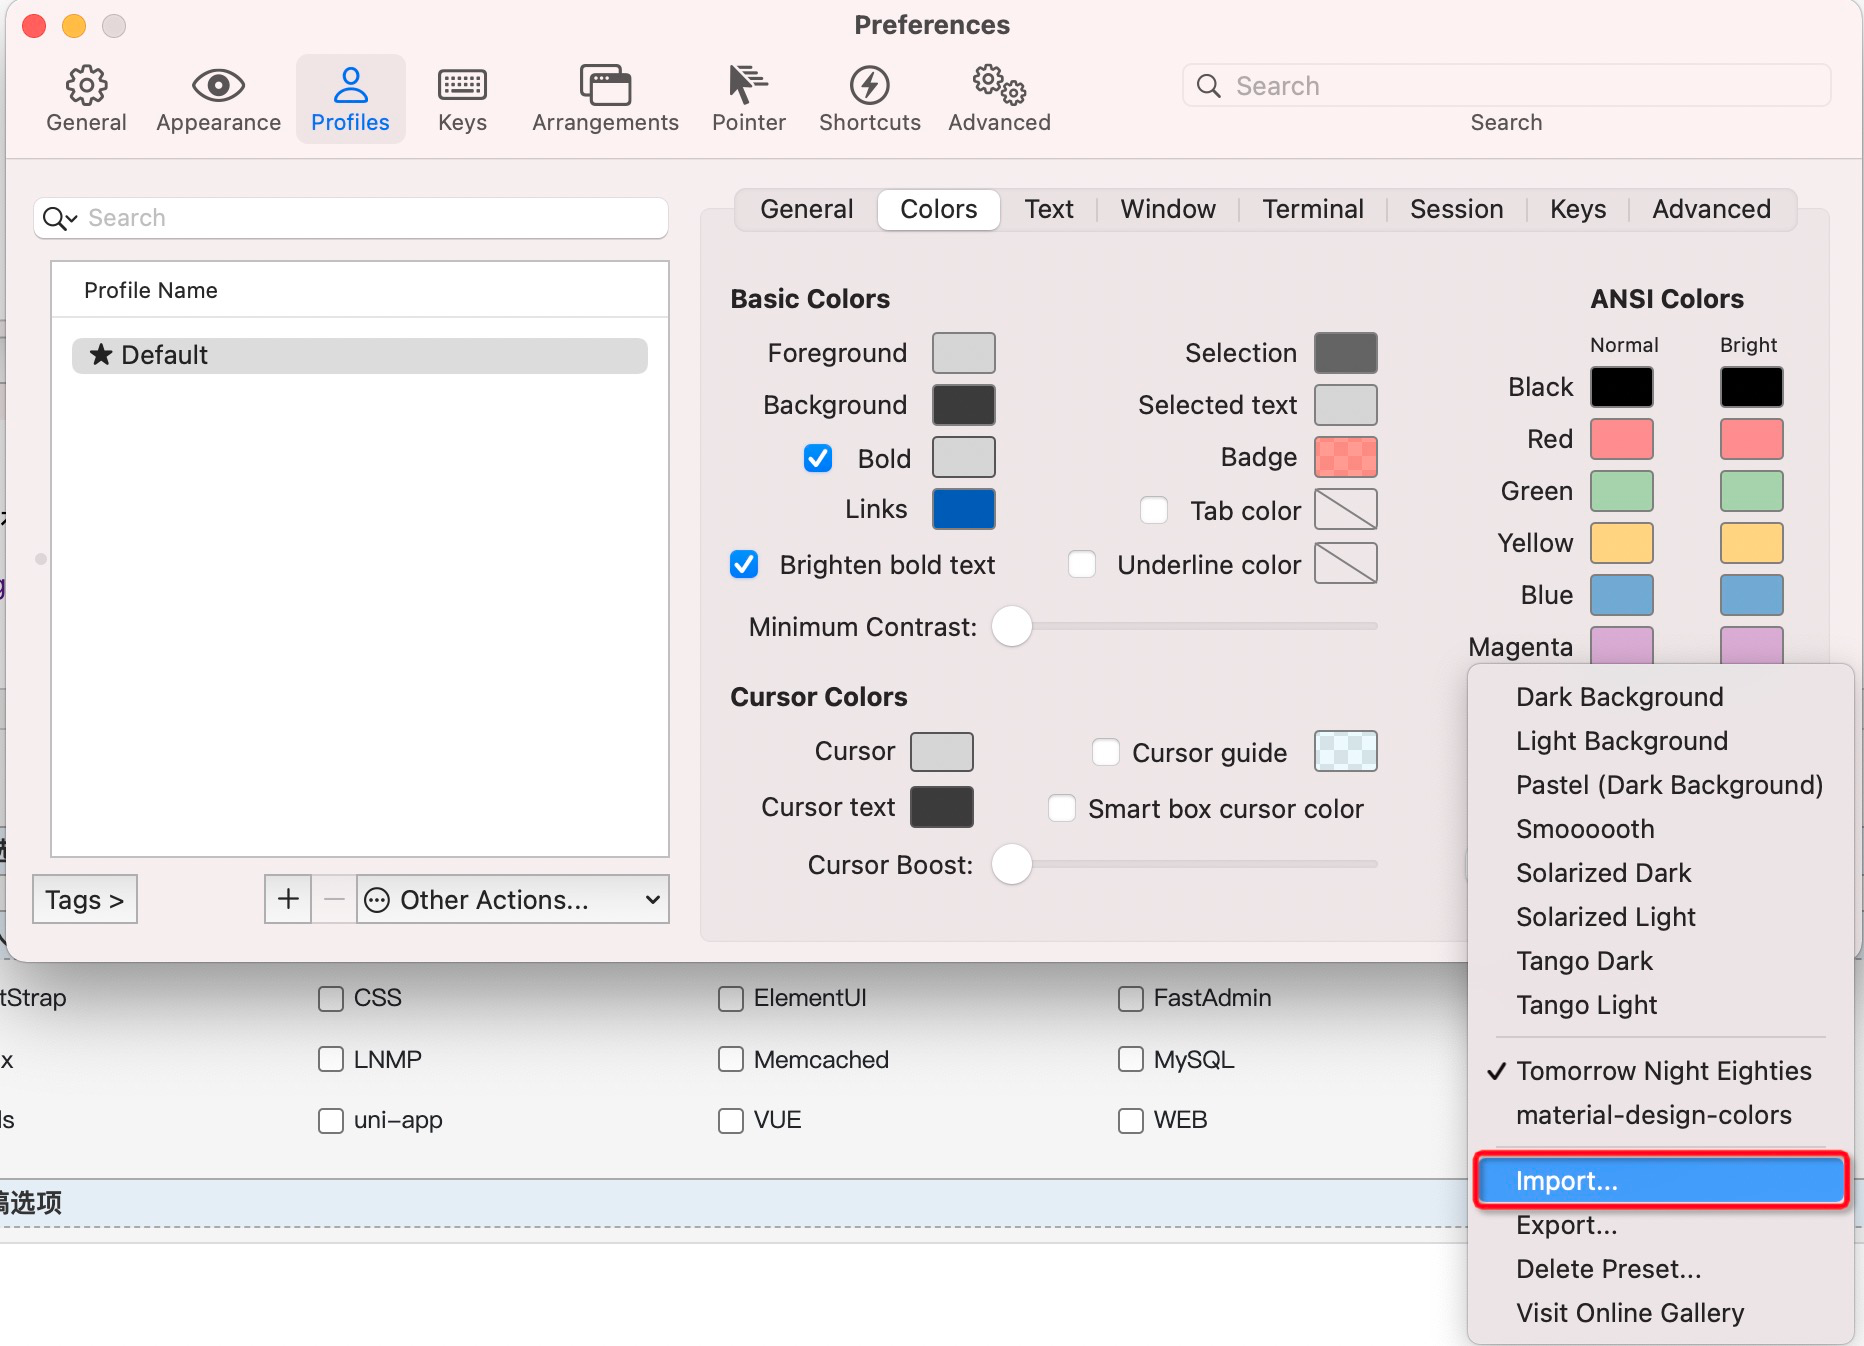 Preferences
General
Appearance
Profiles
Keys
Arrangements
Pointer
Shortcuts
Advanced
Search
Search
Search
Profile Name
★ Default
Tags >
+
−
Other Actions...
General
Colors
Text
Window
Terminal
Session
Keys
Advanced
Basic Colors
Foreground
Background
Bold
Links
Brighten bold text
Minimum Contrast:
Selection
Selected text
Badge
Tab color
Underline color
Cursor Colors
Cursor
Cursor text
Cursor Boost:
Cursor guide
Smart box cursor color
ANSI Colors
Normal Bright
Black
Red
Green
Yellow
Blue
Magenta
Dark Background
Light Background
Pastel (Dark Background)
Smoooooth
Solarized Dark
Solarized Light
Tango Dark
Tango Light
✓ Tomorrow Night Eighties
material-design-colors
Import...
Export...
Delete Preset...
Visit Online Gallery
tStrap CSS ElementUI FastAdmin
x LNMP Memcached MySQL
ls uni-app VUE WEB
选项